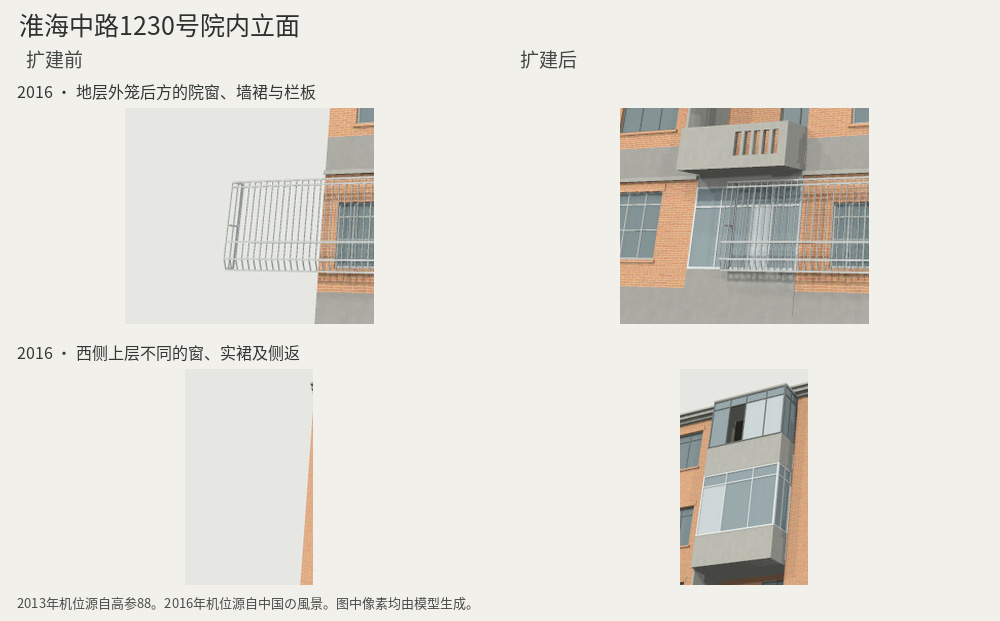 淮海中路1230号院内立面
扩建前
扩建后
2016 · 地层外笼后方的院窗、墙裙与栏板
2016 · 西侧上层不同的窗、实裙及侧返
2013年机位源自高参88。2016年机位源自中国の風景。图中像素均由模型生成。